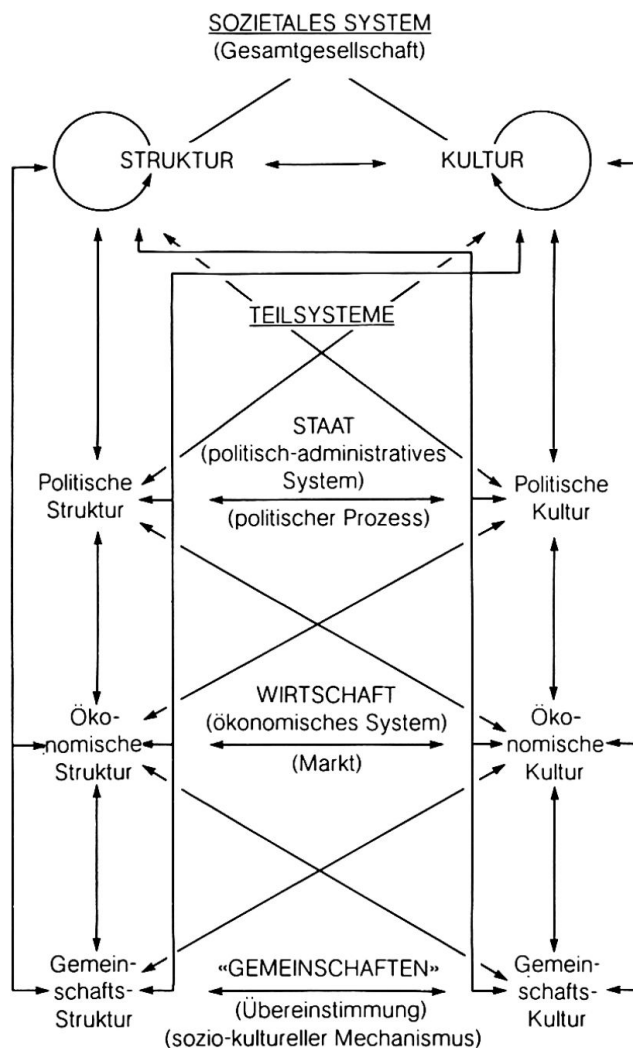 SOZIETALES SYSTEM
(Gesamtgesellschaft)
STRUKTUR
KULTUR
TEILSYSTEME
STAAT
(politisch-administratives
System)
(politischer Prozess)
Politische
Struktur
Politische
Kultur
WIRTSCHAFT
(ökonomisches System)
(Markt)
Öko-
nomische
Struktur
Öko-
nomische
Kultur
«GEMEINSCHAFTEN»
(Übereinstimmung)
(sozio-kultureller Mechanismus)
Gemein-
schafts-
Struktur
Gemein-
schafts-
Kultur